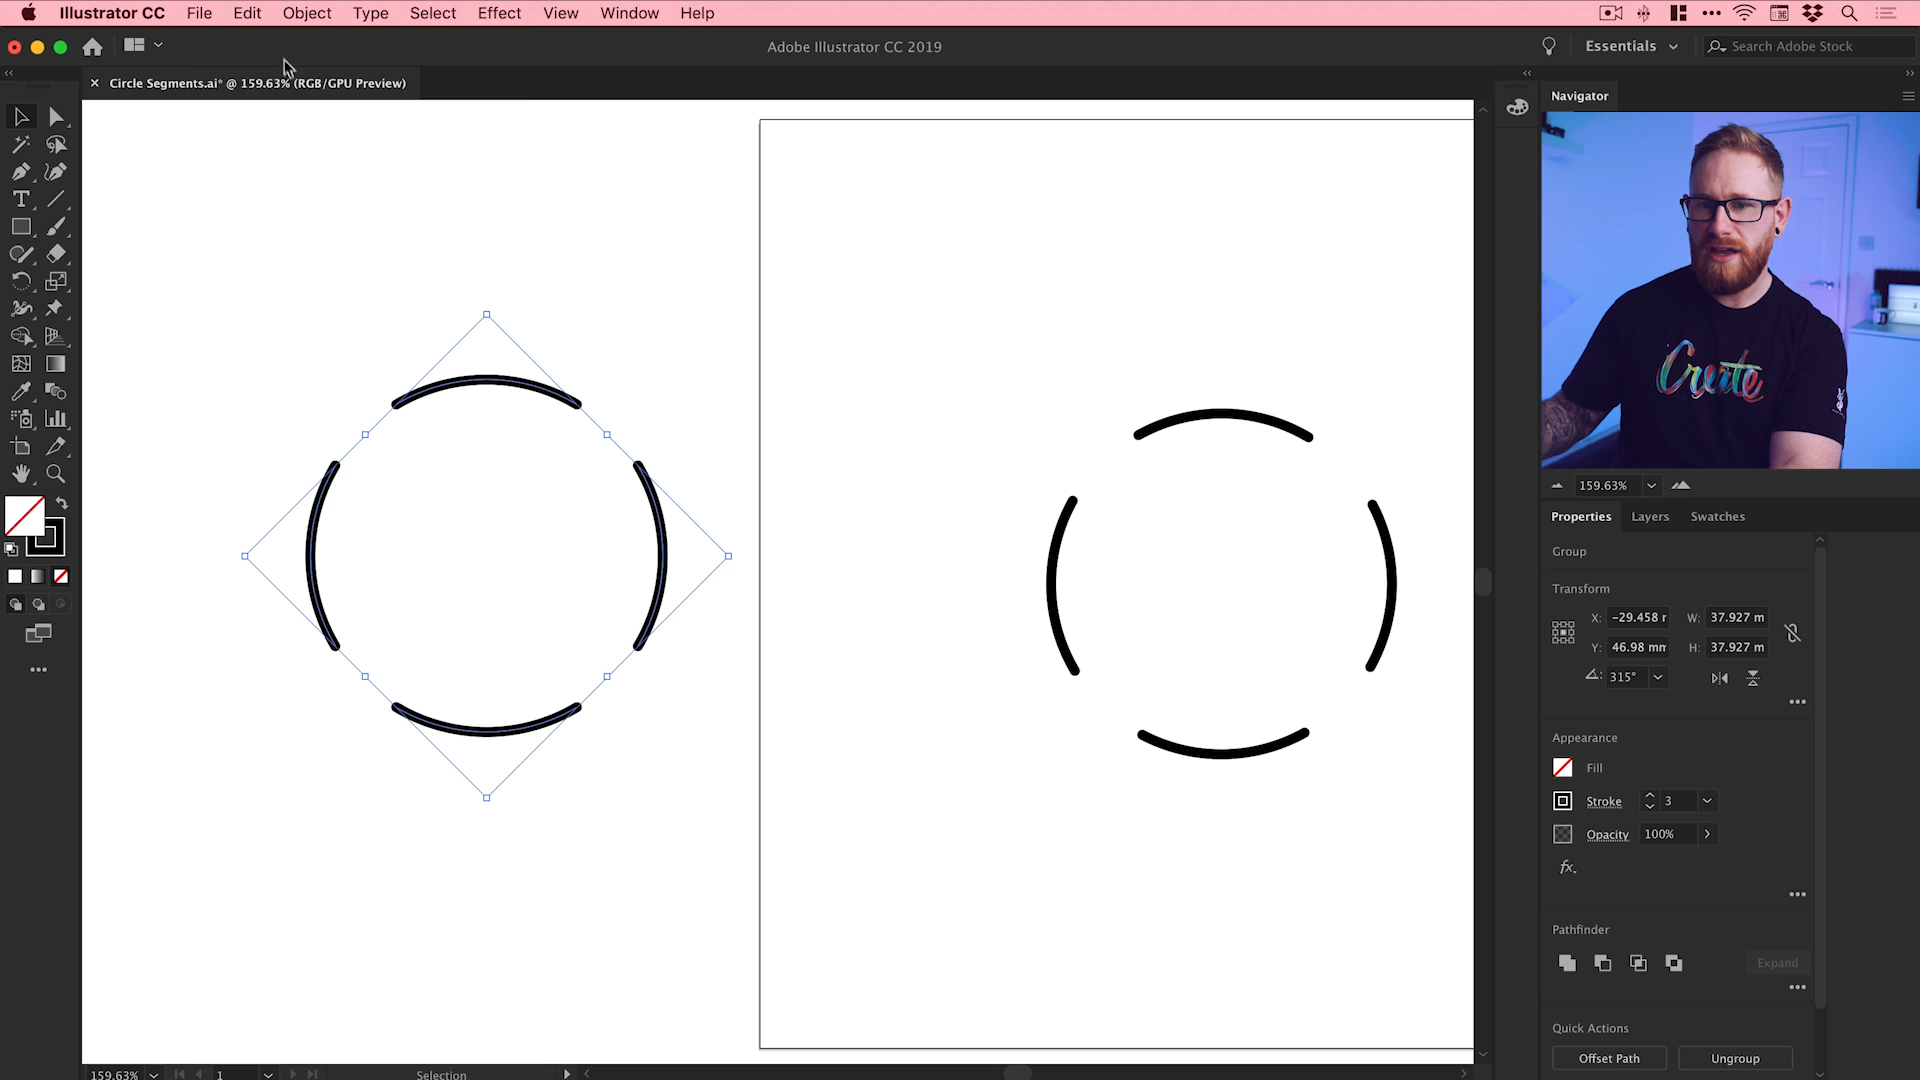 Illustrator CC File Edit Object Type Select Effect View Window Help
Adobe Illustrator CC 2019
Essentials
Search Adobe Stock
Circle Segments.ai* @ 159.63% (RGB/GPU Preview)
Navigator
Create
159.63%
Properties Layers Swatches
Group
Transform
X: -29.458 r W: 37.927 m
Y: 46.98 mm H: 37.927 m
315°
Appearance
Fill
Stroke 3
Opacity 100%
fx.
Pathfinder
Expand
Quick Actions
Offset Path Ungroup
159.63% 1 Selection